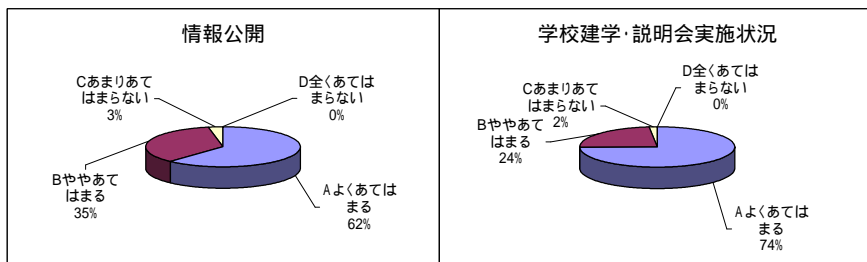 情報公開
Cあまりあて
はまらない
3%
D全くあては
まらない
0%
Bややあて
はまる
35%
Aよくあては
まる
62%
学校建学・説明会実施状況
Cあまりあて
はまらない
2%
D全くあては
まらない
0%
Bややあて
はまる
24%
Aよくあては
まる
74%